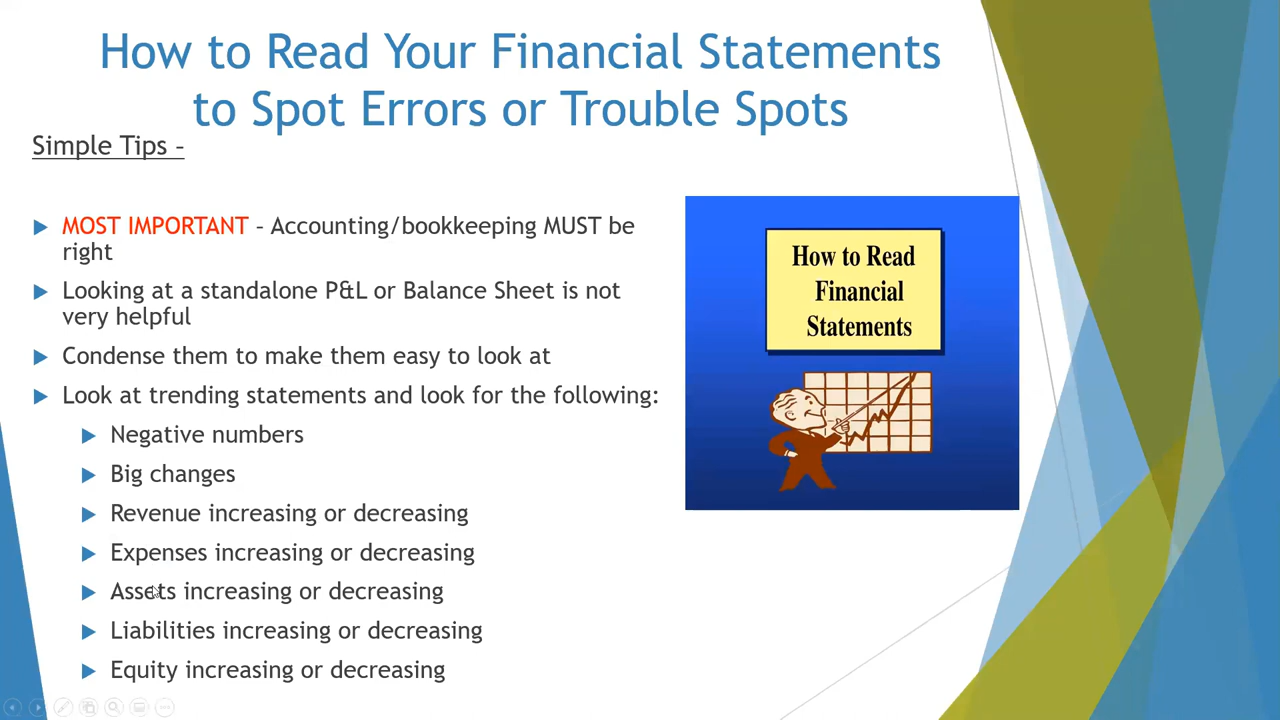 How to Read Your Financial Statements
to Spot Errors or Trouble Spots
Simple Tips –
MOST IMPORTANT – Accounting/bookkeeping MUST be
right
Looking at a standalone P&L or Balance Sheet is not
very helpful
Condense them to make them easy to look at
Look at trending statements and look for the following:
Negative numbers
Big changes
Revenue increasing or decreasing
Expenses increasing or decreasing
Assets increasing or decreasing
Liabilities increasing or decreasing
Equity increasing or decreasing
How to Read
Financial
Statements